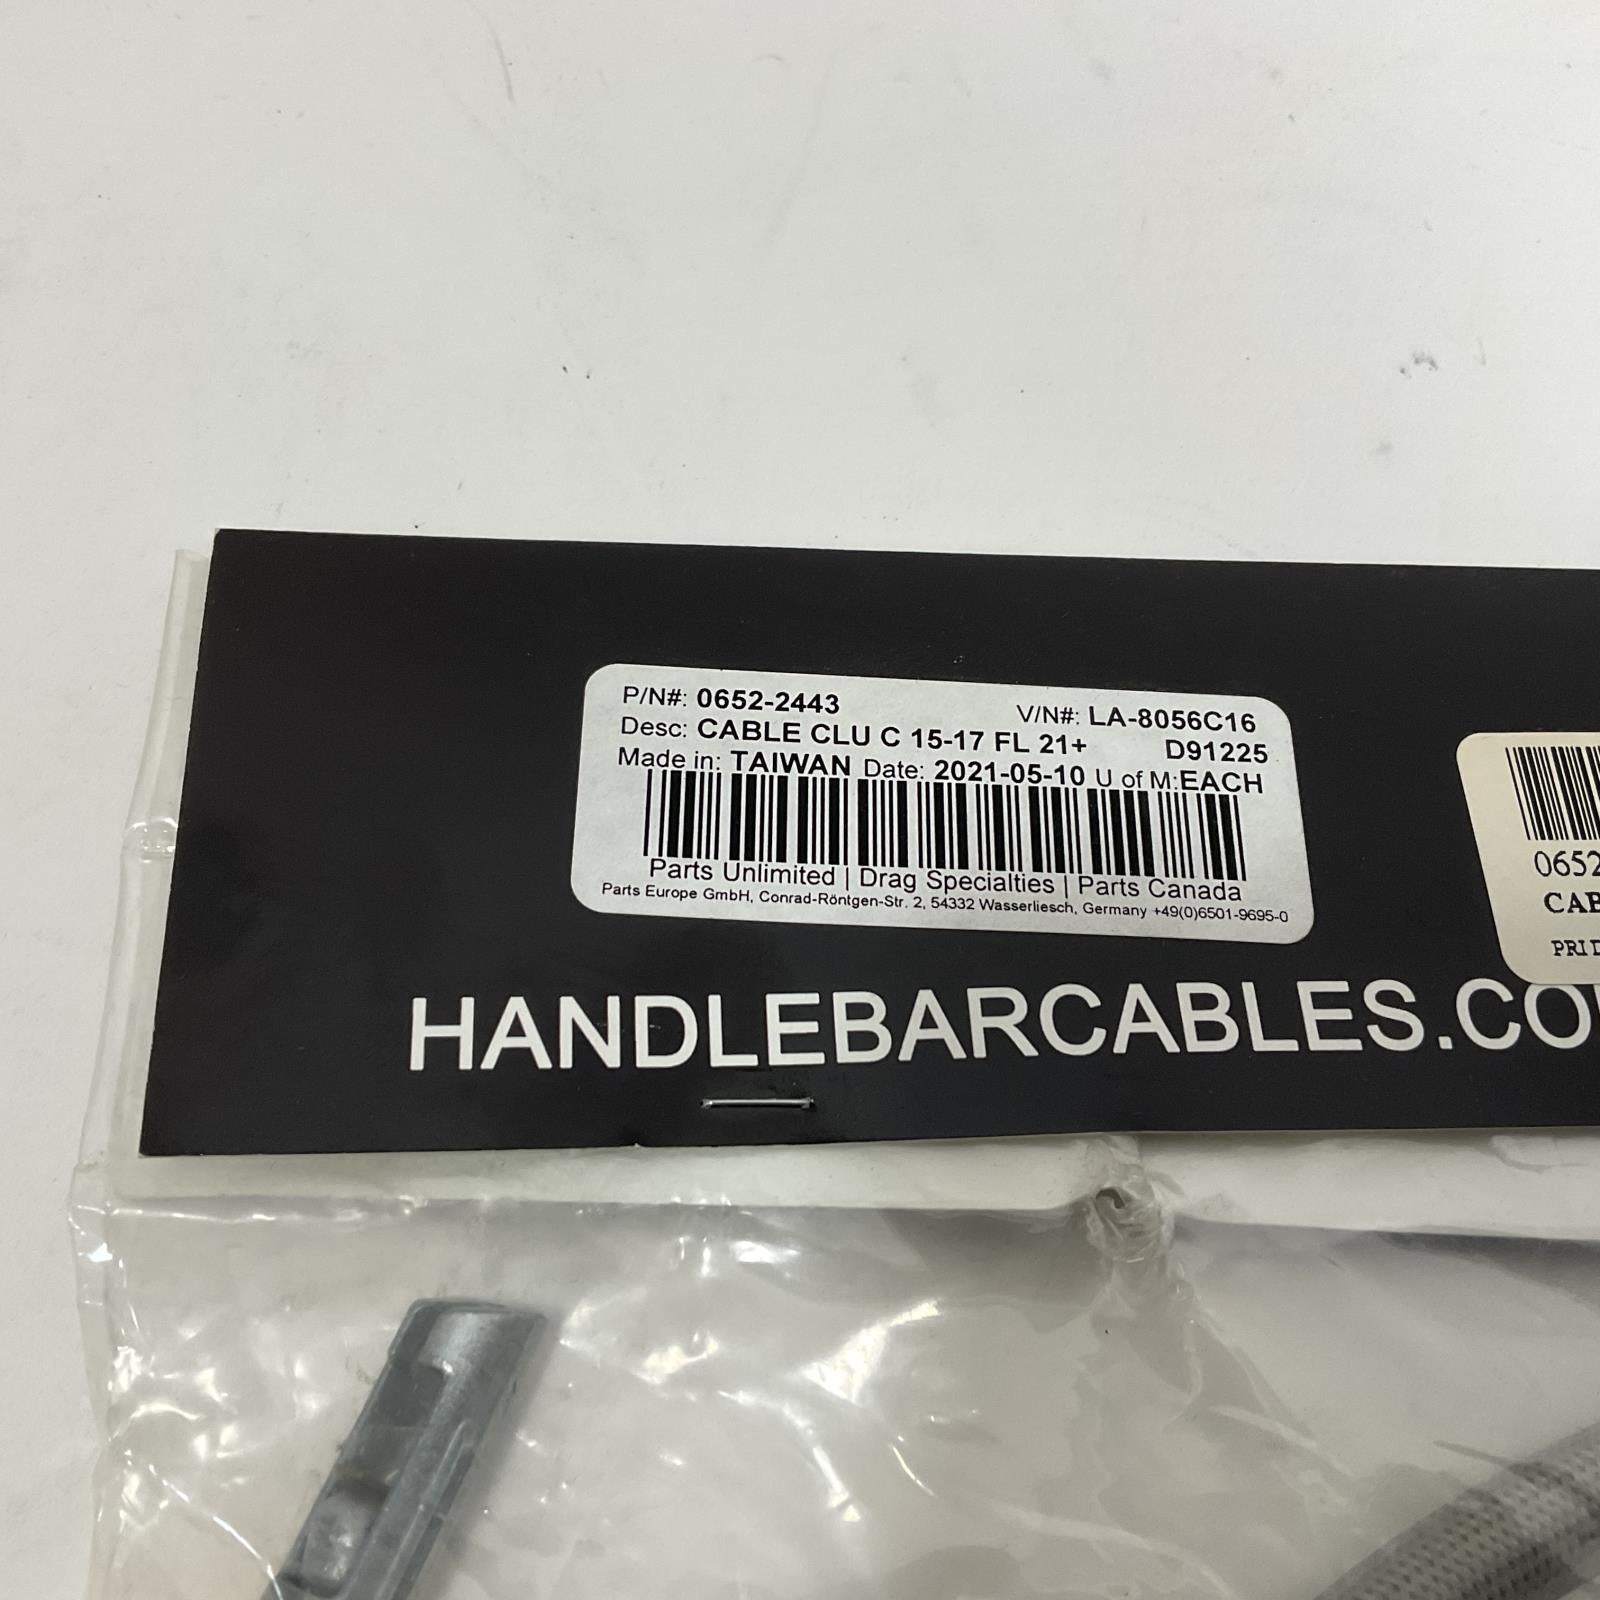 P/N#: 0652-2443 V/N#: LA-8056C16
Desc: CABLE CLU C 15-17 FL 21+ D91225
Made in: TAIWAN Date: 2021-05-10 U of M:EACH
Parts Unlimited | Drag Specialties | Parts Canada
Parts Europe GmbH, Conrad-Röntgen-Str. 2, 54332 Wasserliesch, Germany +49(0)6501-9695-0
0652
CAB
PRI
HANDLEBARCABLES.CO